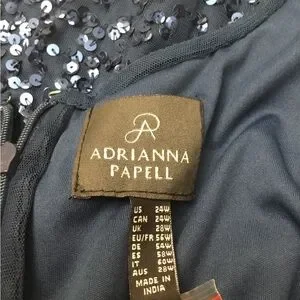 ADRIANNA
PAPELL
US 24W
CAN 24W
UK 28W
EU/FR 56W
DE 54W
ES 58W
IT 60W
AUS 28W
MADE IN
INDIA